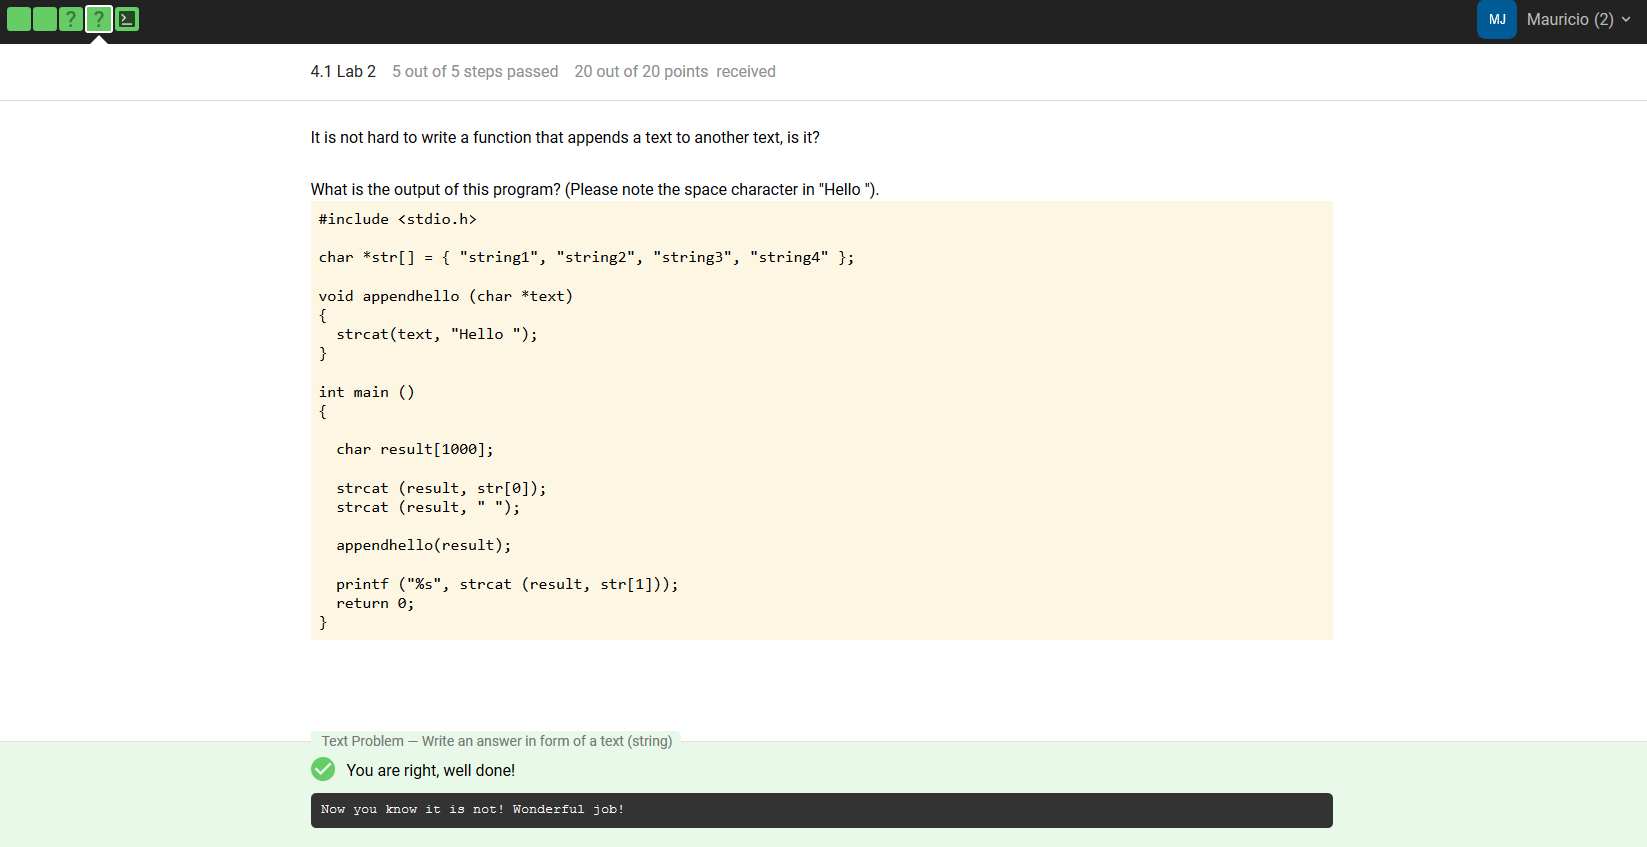 ? ? MJ Mauricio (2)
4.1 Lab 2 5 out of 5 steps passed 20 out of 20 points received
It is not hard to write a function that appends a text to another text, is it?
What is the output of this program? (Please note the space character in "Hello ").
#include <stdio.h>
char *str[] = { "string1", "string2", "string3", "string4" };
void appendhello (char *text)
{
  strcat(text, "Hello ");
}
int main ()
{
  char result[1000];
  strcat (result, str[0]);
  strcat (result, " ");
  appendhello(result);
  printf ("%s", strcat (result, str[1]));
  return 0;
}
Text Problem — Write an answer in form of a text (string)
You are right, well done!
Now you know it is not! Wonderful job!